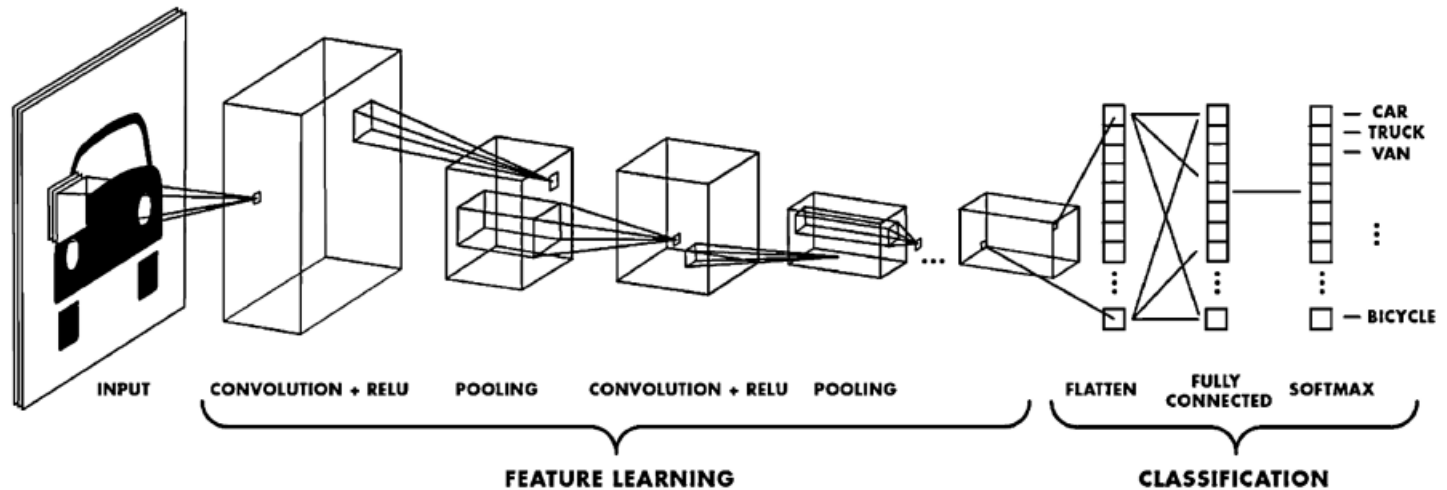 CAR
TRUCK
VAN
BICYCLE
INPUT
CONVOLUTION + RELU
POOLING
CONVOLUTION + RELU
POOLING
FLATTEN
FULLY
CONNECTED
SOFTMAX
FEATURE LEARNING
CLASSIFICATION